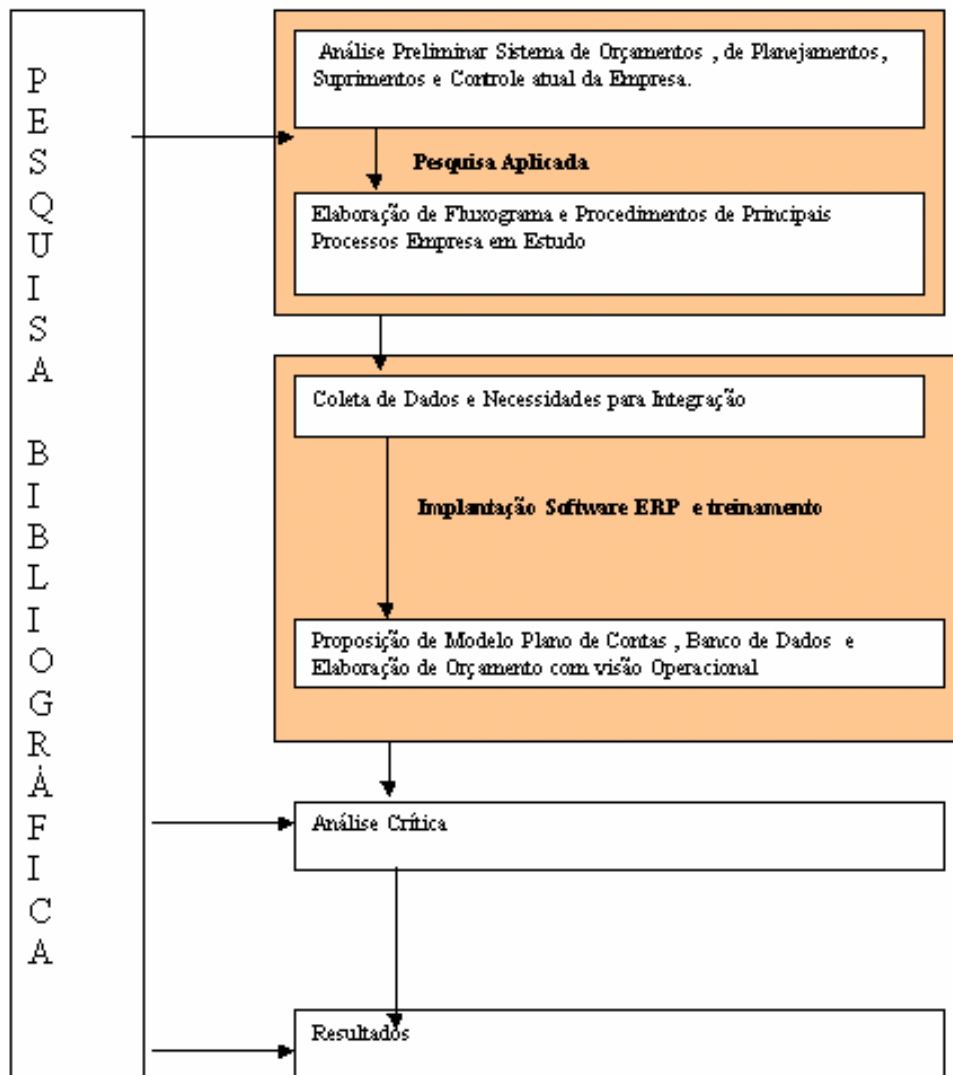 PESQUISA BIBLIOGRÁFICA
Análise Preliminar Sistema de Orçamentos , de Planejamentos,
Suprimentos e Controle atual da Empresa.
Pesquisa Aplicada
Elaboração de Fluxograma e Procedimentos de Principais
Processos Empresa em Estudo
Coleta de Dados e Necessidades para Integração
Implantação Software ERP e treinamento
Proposição de Modelo Plano de Contas , Banco de Dados e
Elaboração de Orçamento com visão Operacional
Análise Crítica
Resultados